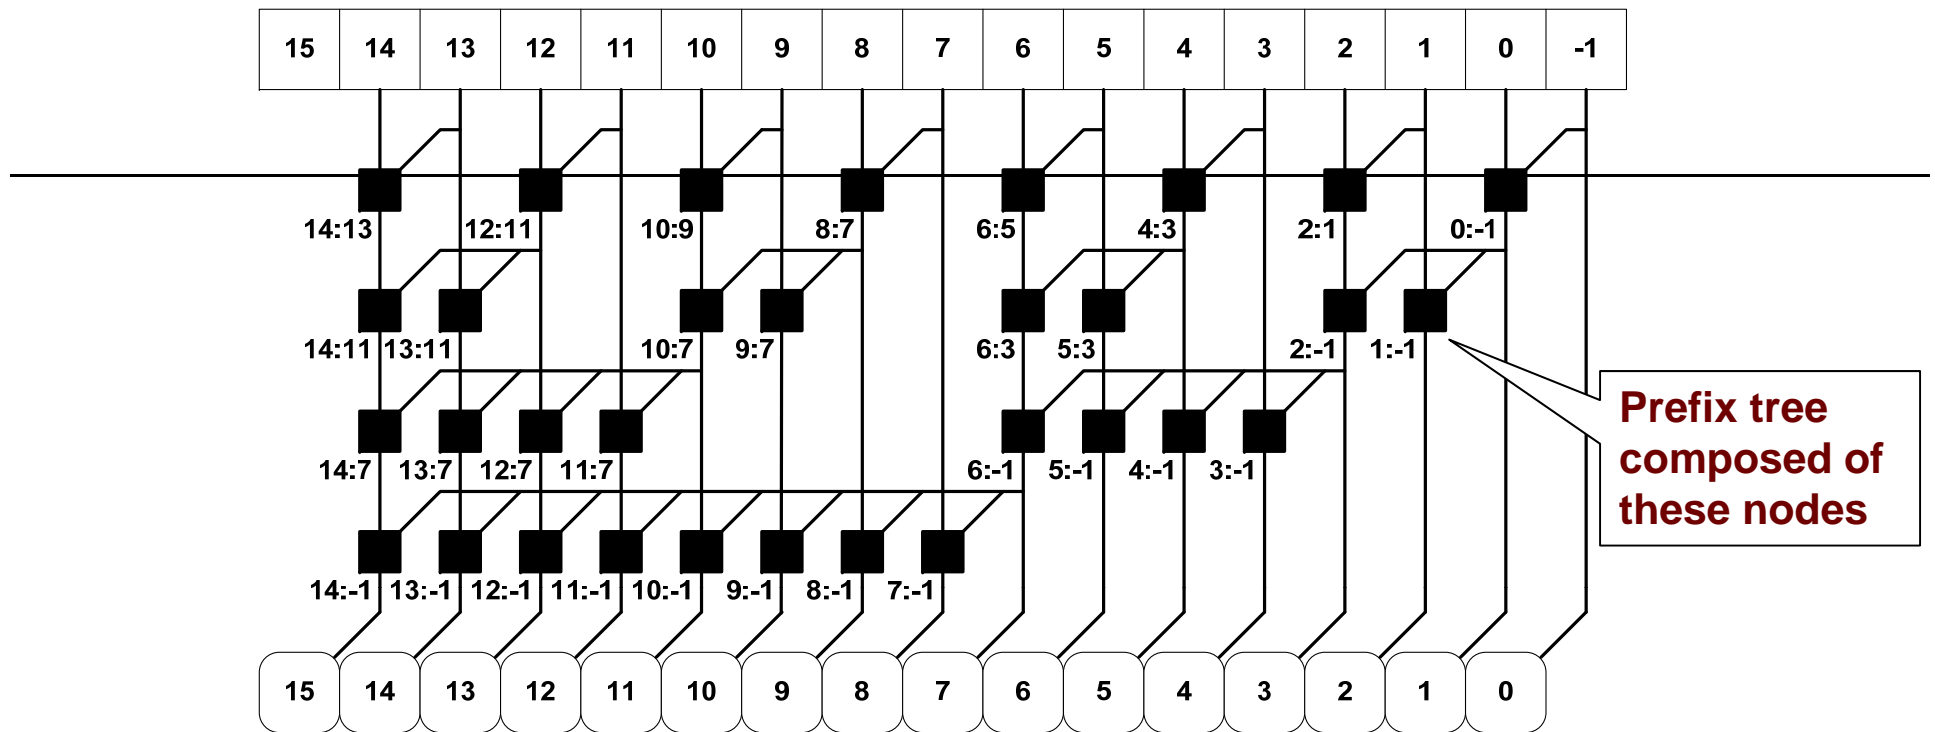 15 14 13 12 11 10 9 8 7 6 5 4 3 2 1 0 -1
14:13 12:11 10:9 8:7 6:5 4:3 2:1 0:-1
14:11 13:11 10:7 9:7 6:3 5:3 2:-1 1:-1
14:7 13:7 12:7 11:7 6:-1 5:-1 4:-1 3:-1
Prefix tree
composed of
these nodes
14:-1 13:-1 12:-1 11:-1 10:-1 9:-1 8:-1 7:-1
15 14 13 12 11 10 9 8 7 6 5 4 3 2 1 0